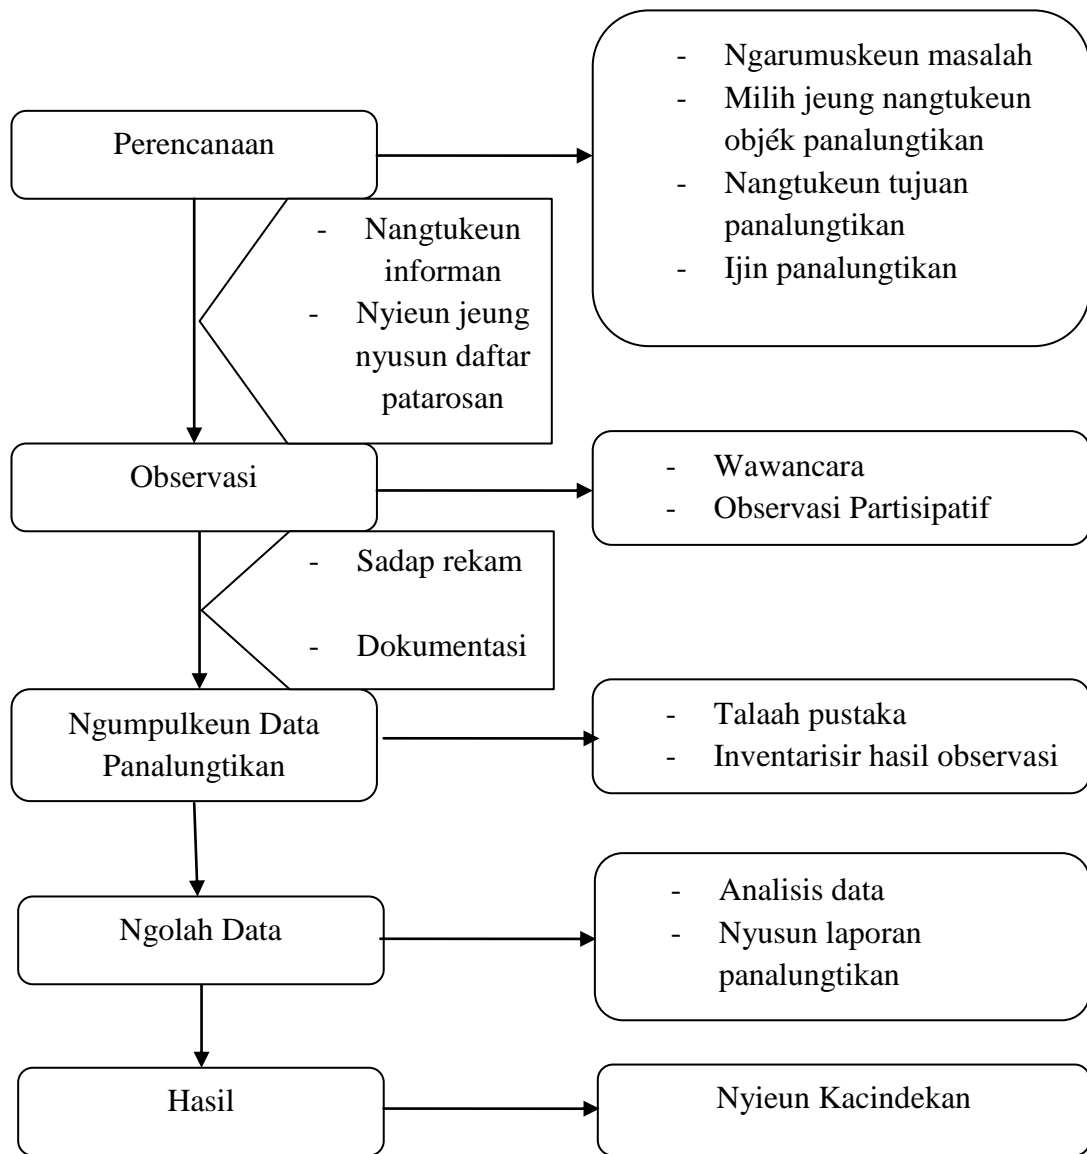 Perencanaan
- Ngarumuskeun masalah
- Milih jeung nangtukeun
objék panalungtikan
- Nangtukeun tujuan
panalungtikan
- Ijin panalungtikan
- Nangtukeun
informan
- Nyieun jeung
nyusun daftar
patarosan
Observasi
- Wawancara
- Observasi Partisipatif
- Sadap rekam
- Dokumentasi
Ngumpulkeun Data
Panalungtikan
- Talaah pustaka
- Inventarisir hasil observasi
Ngolah Data
- Analisis data
- Nyusun laporan
panalungtikan
Hasil
Nyieun Kacindekan